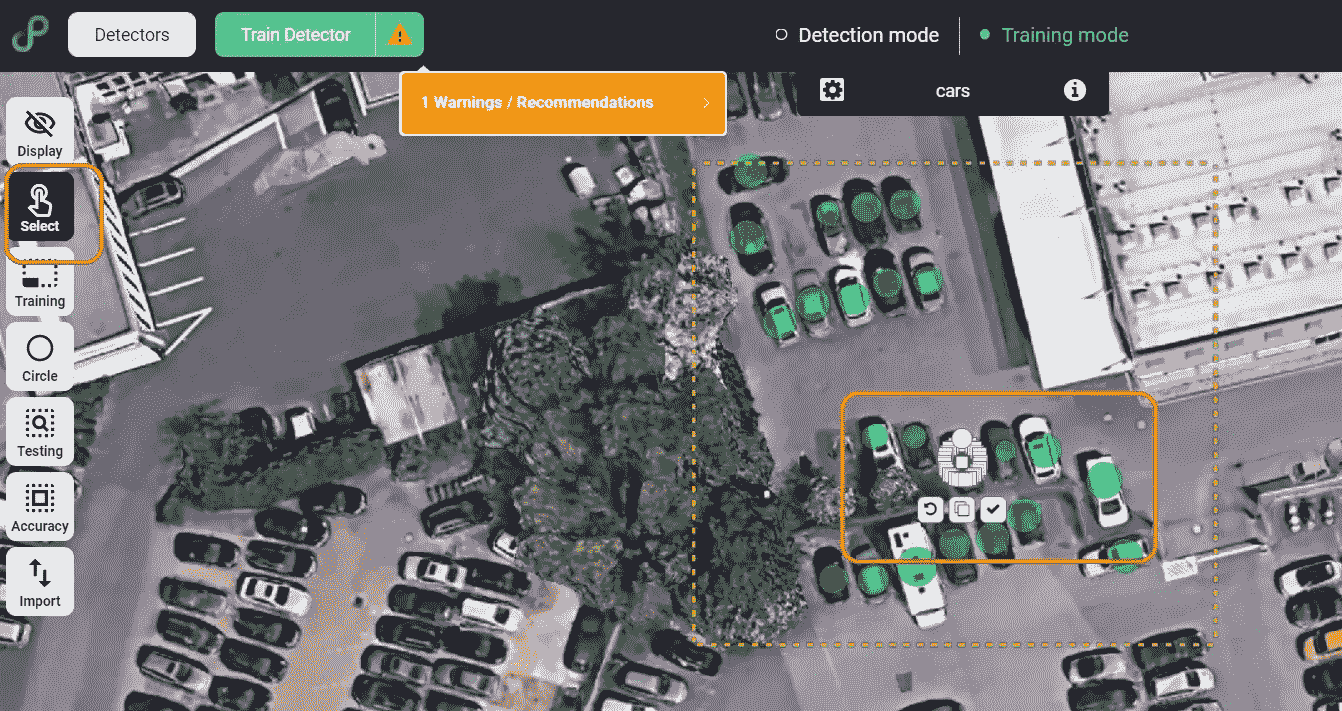 Detectors
Train Detector
Detection mode
Training mode
1 Warnings / Recommendations
cars
Display
Select
Training
Circle
Testing
Accuracy
Import